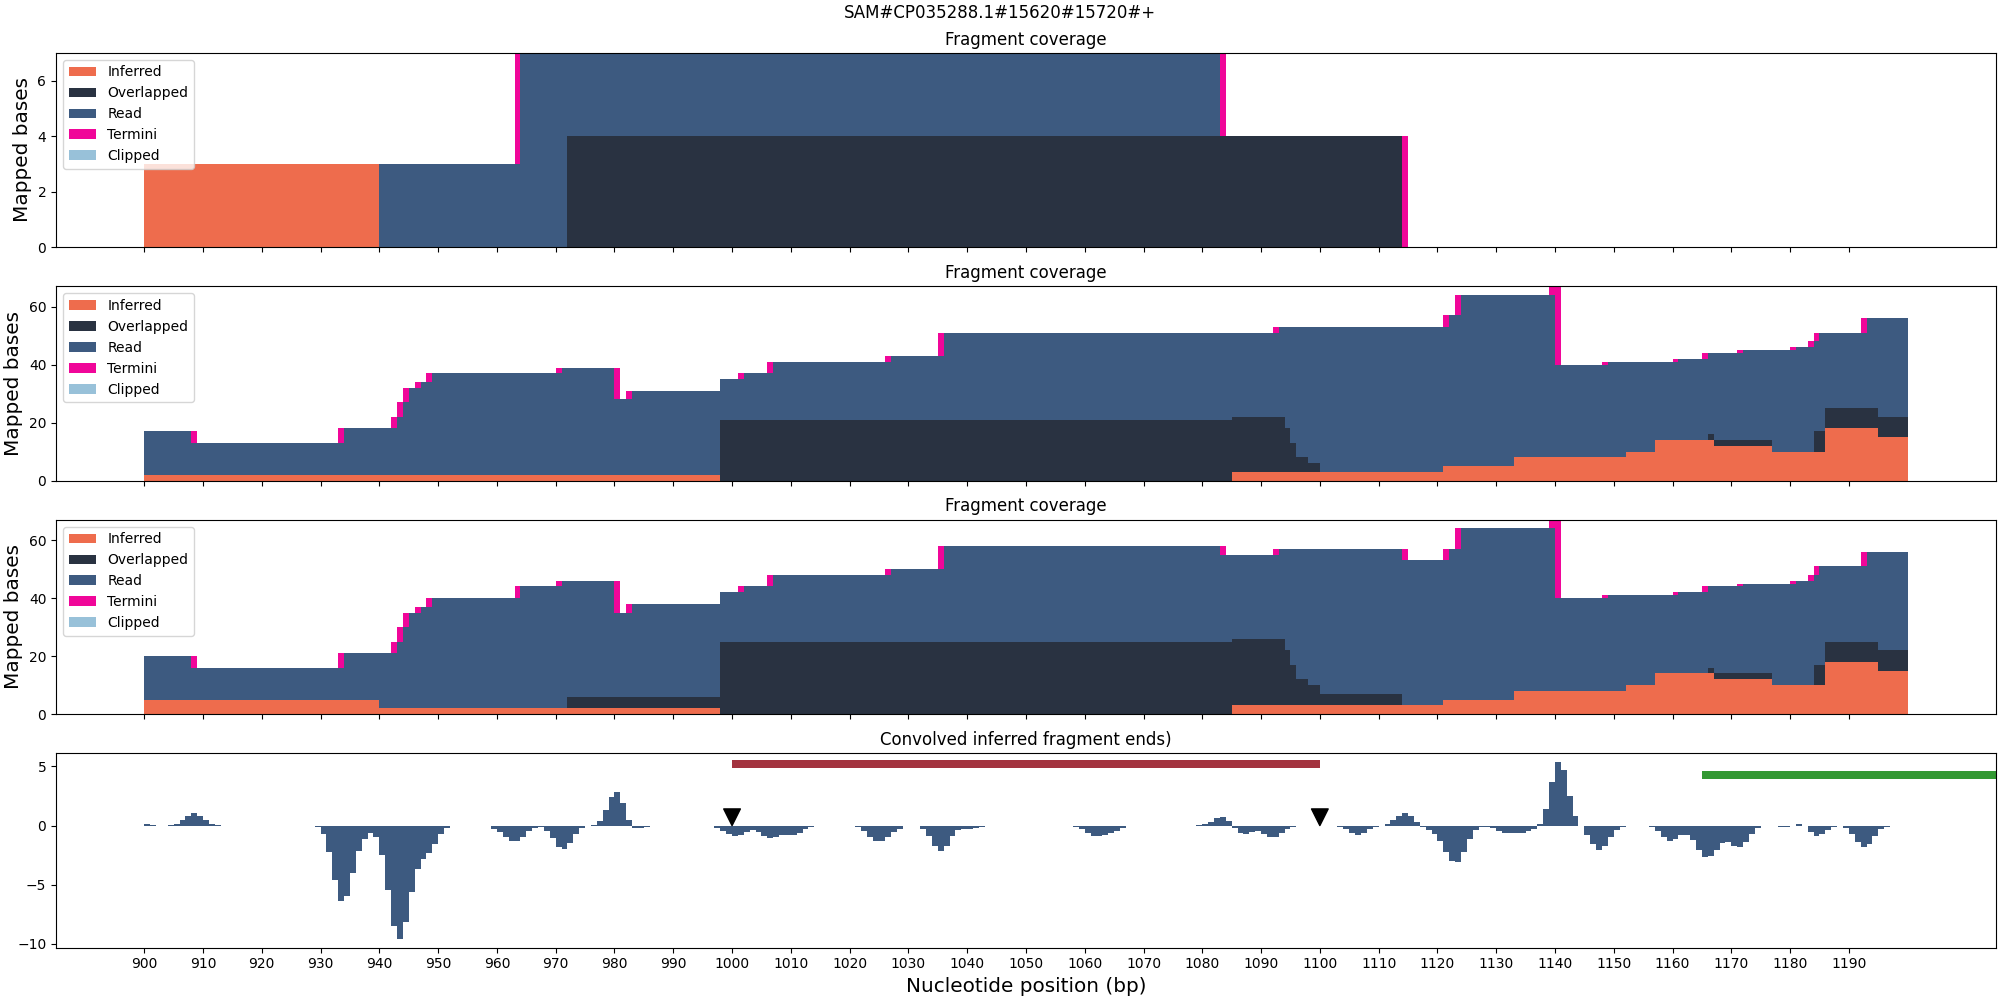 SAM#CP035288.1#15620#15720#+
Fragment coverage
Mapped bases
6
4
2
0
Inferred
Overlapped
Read
Termini
Clipped
Fragment coverage
Mapped bases
60
40
20
0
Inferred
Overlapped
Read
Termini
Clipped
Fragment coverage
Mapped bases
60
40
20
0
Inferred
Overlapped
Read
Termini
Clipped
Convolved inferred fragment ends)
5
0
−5
−10
900 910 920 930 940 950 960 970 980 990 1000 1010 1020 1030 1040 1050 1060 1070 1080 1090 1100 1110 1120 1130 1140 1150 1160 1170 1180 1190
Nucleotide position (bp)